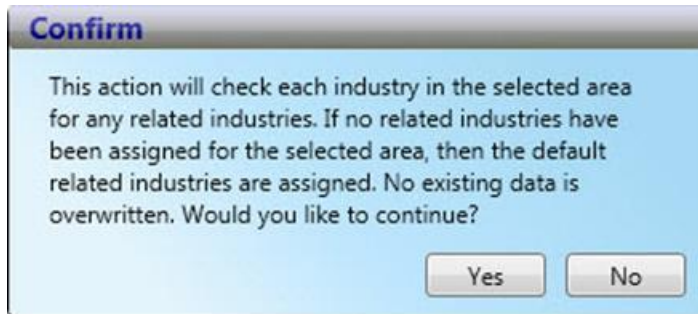 Confirm
This action will check each industry in the selected area
for any related industries. If no related industries have
been assigned for the selected area, then the default
related industries are assigned. No existing data is
overwritten. Would you like to continue?
Yes
No